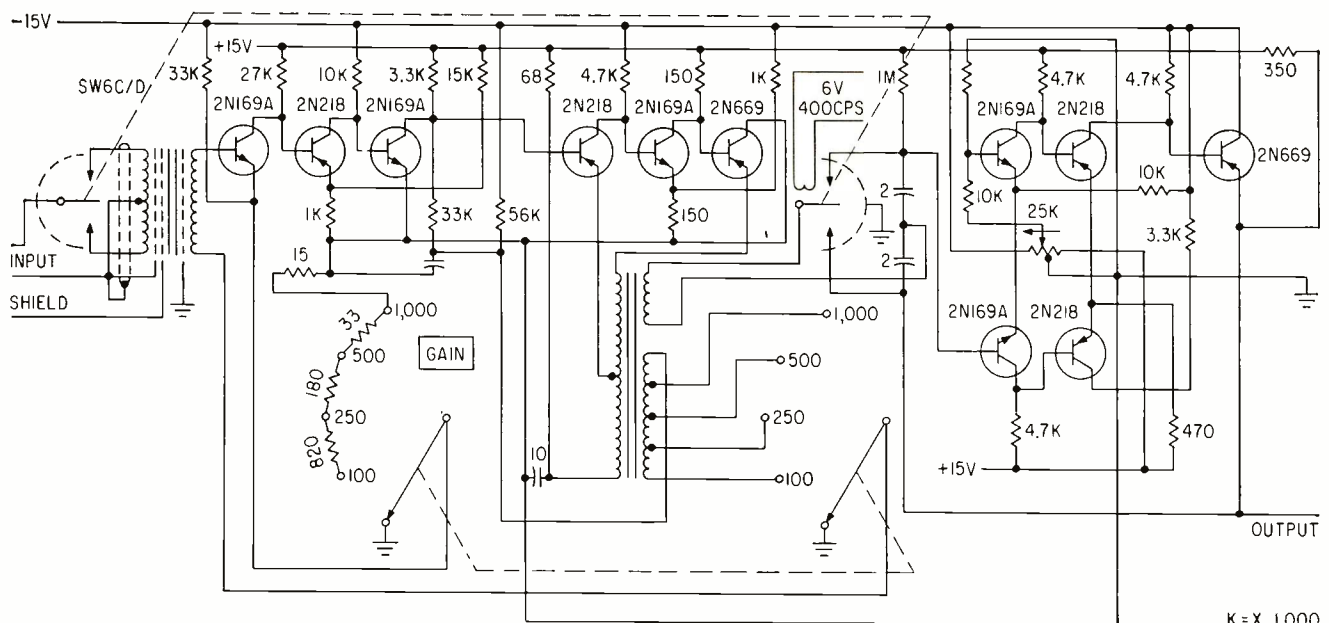 -15V
+15V
33K
27K
10K
3.3K
15K
68
4.7K
150
1K
6V
400CPS
1M
4.7K
4.7K
350
SW6C/D
2N169A
2N218
2N169A
2N218
2N169A
2N669
2N169A
2N218
2N669
1K
33K
56K
150
2
2
10K
10K
25K
3.3K
INPUT
SHIELD
15
1,000
33
500
180
250
820
100
GAIN
10
1,000
500
250
100
2N169A
2N218
4.7K
470
+15V
OUTPUT
K=X 1,000